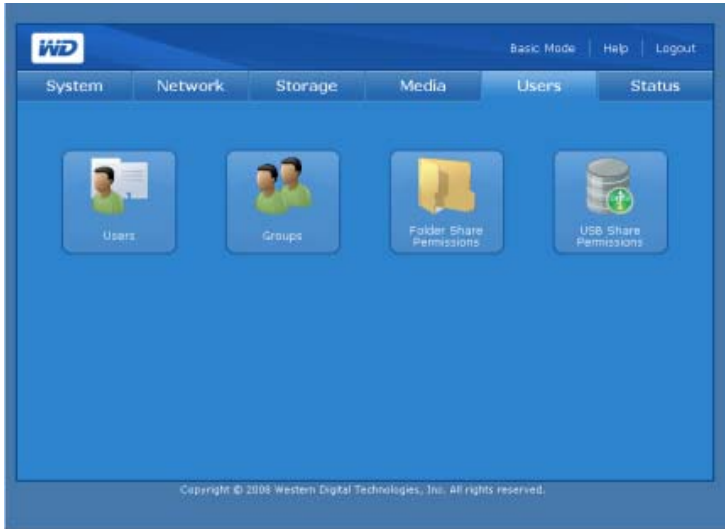 WD
Basic Mode | Help | Logout
System Network Storage Media Users Status
Users
Groups
Folder Share
Permissions
USB Share
Permissions
Copyright © 2008 Western Digital Technologies, Inc. All rights reserved.